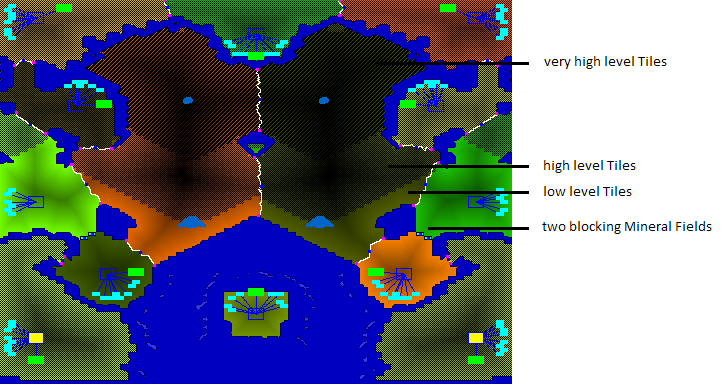 very high level Tiles
high level Tiles
low level Tiles
two blocking Mineral Fields